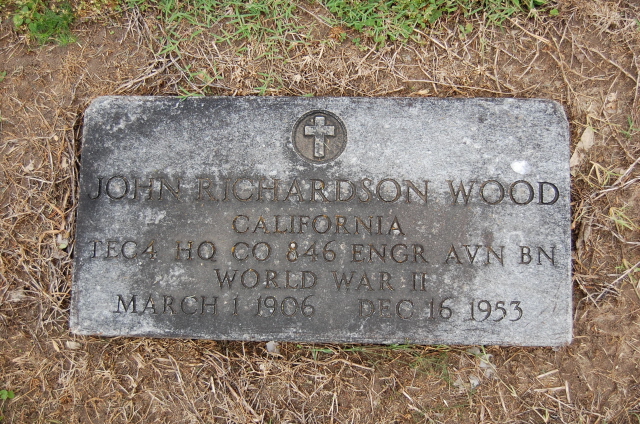 JOHN RICHARDSON WOOD
CALIFORNIA
TEC4 HQ CO 846 ENGR AVN BN
WORLD WAR II
MARCH 1 1906 DEC 16 1953